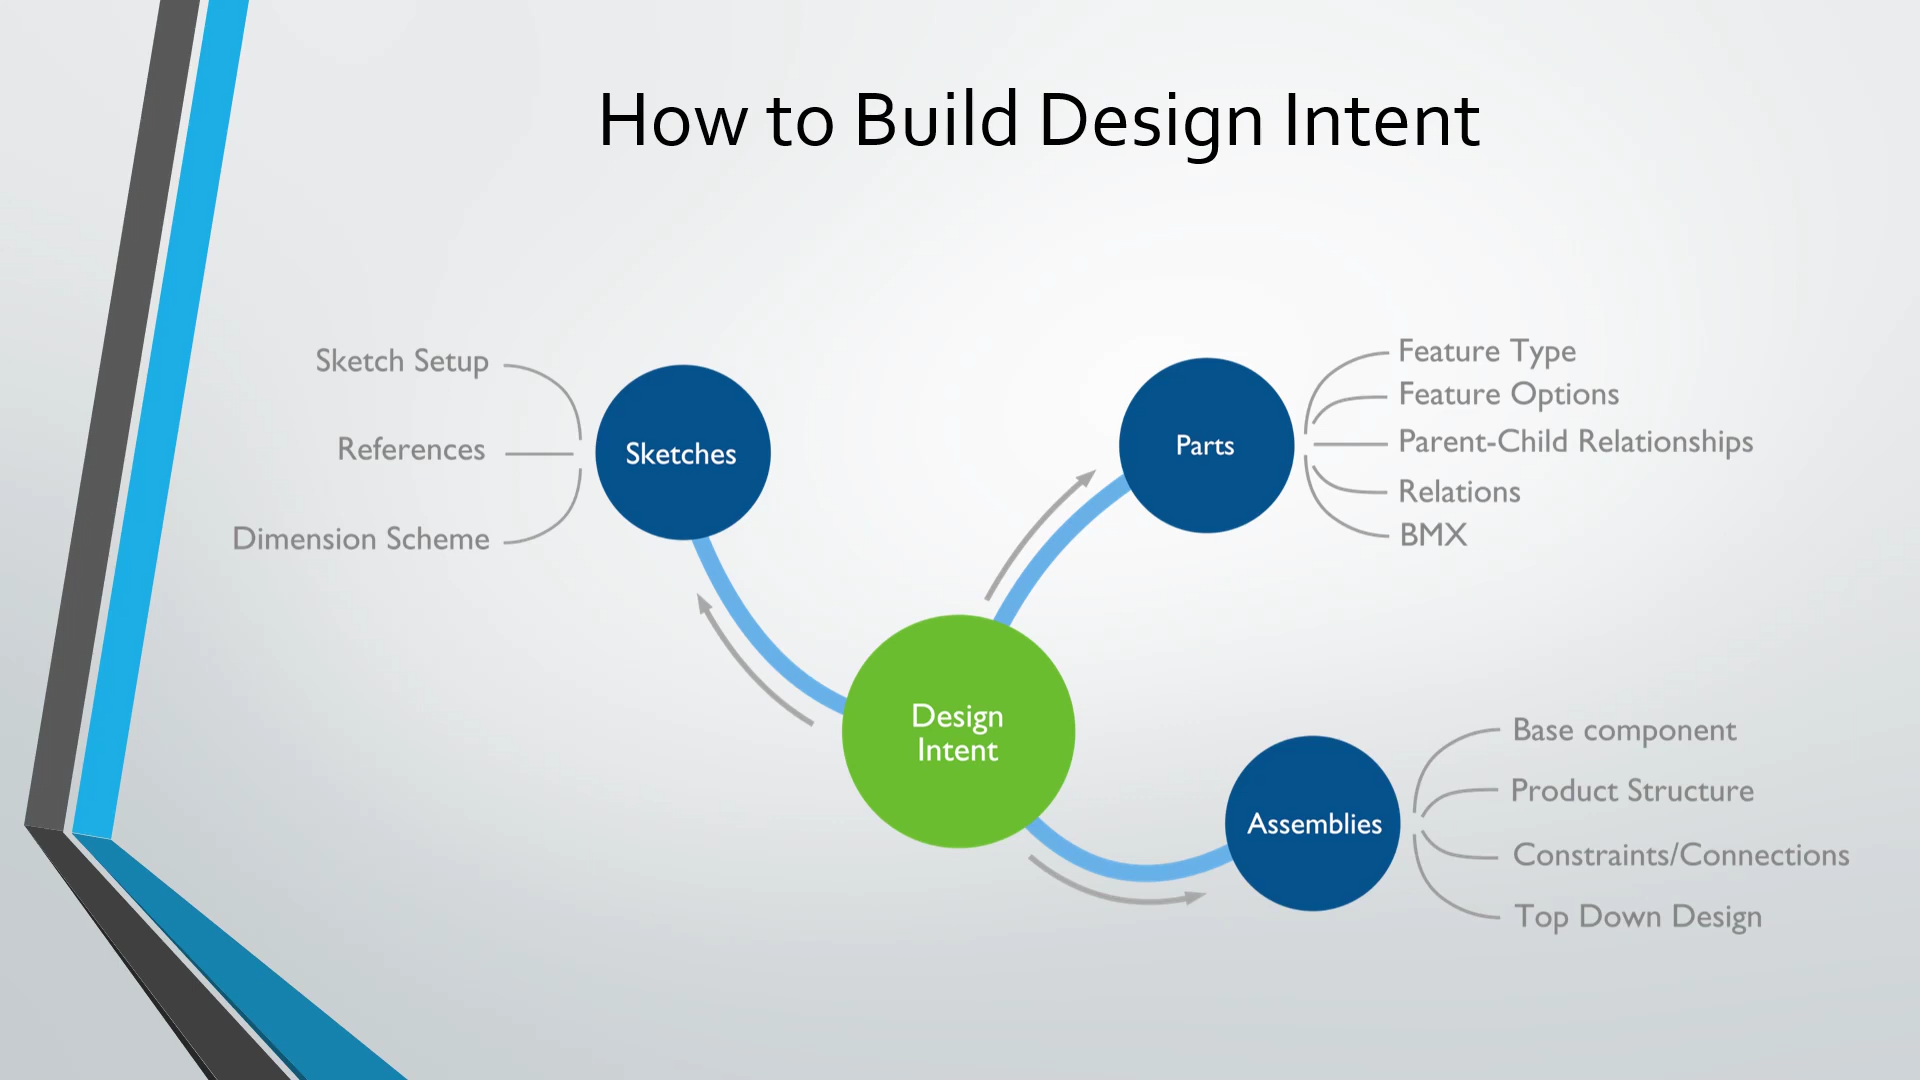 How to Build Design Intent
Sketch Setup
References
Dimension Scheme
Sketches
Parts
Feature Type
Feature Options
Parent-Child Relationships
Relations
BMX
Design
Intent
Assemblies
Base component
Product Structure
Constraints/Connections
Top Down Design